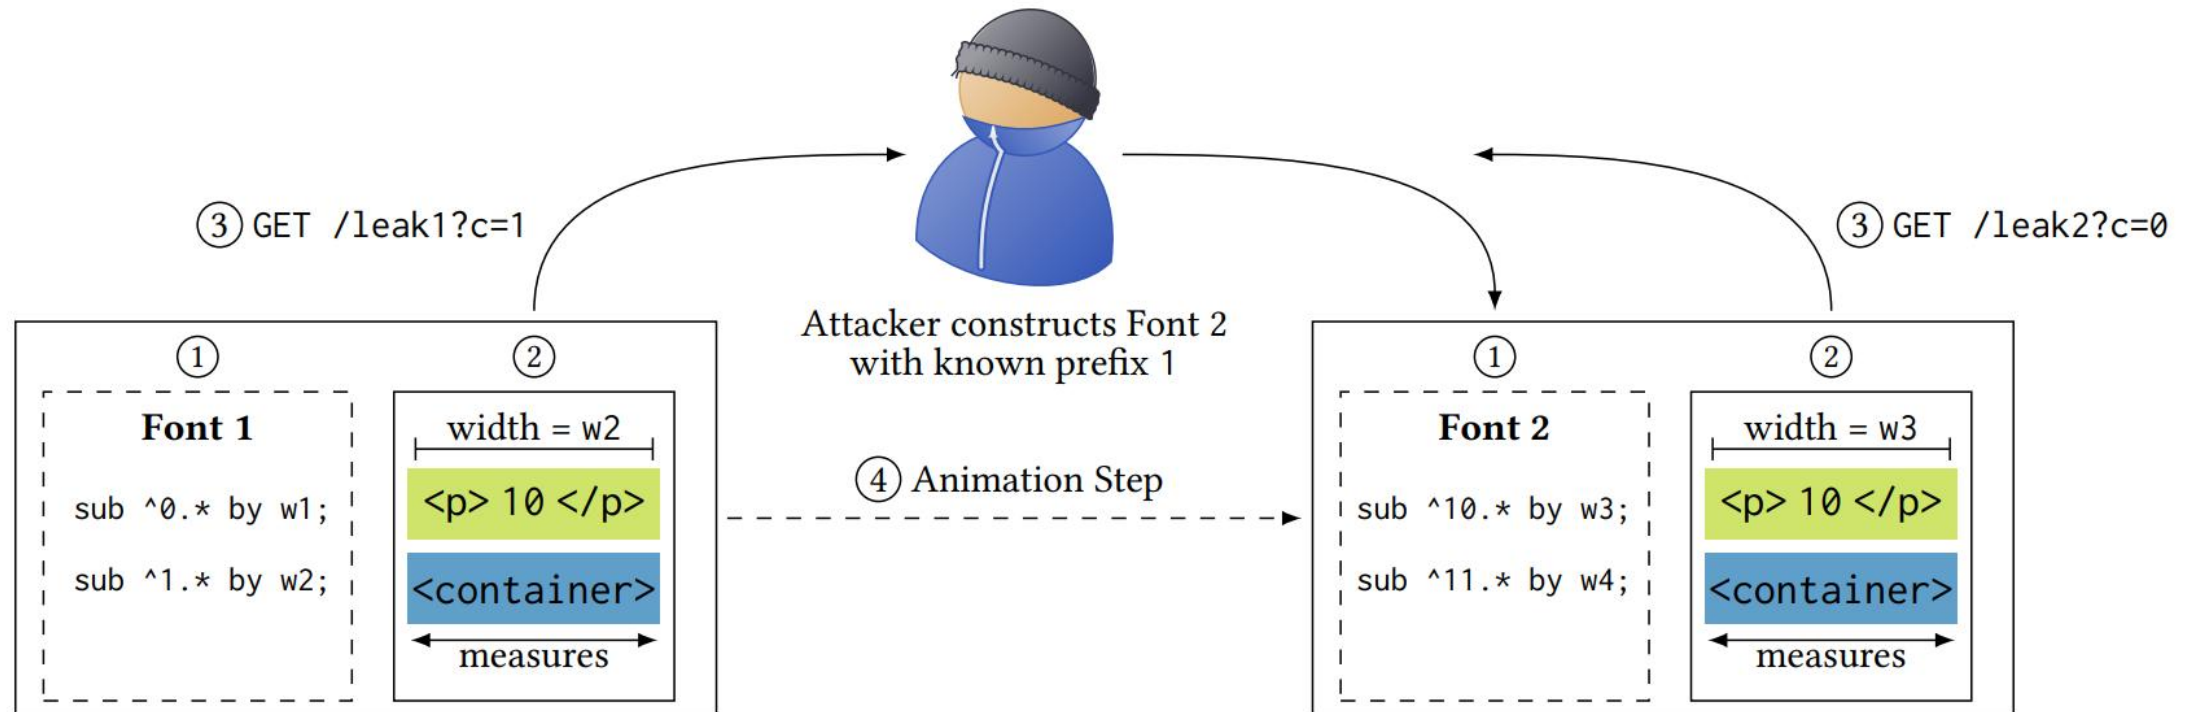 ③ GET /leak1?c=1
③ GET /leak2?c=0
Attacker constructs Font 2
with known prefix 1
①
②
Font 1
sub ^0.* by w1;
sub ^1.* by w2;
width = w2
<p> 10 </p>
<container>
measures
④ Animation Step
①
②
Font 2
sub ^10.* by w3;
sub ^11.* by w4;
width = w3
<p> 10 </p>
<container>
measures